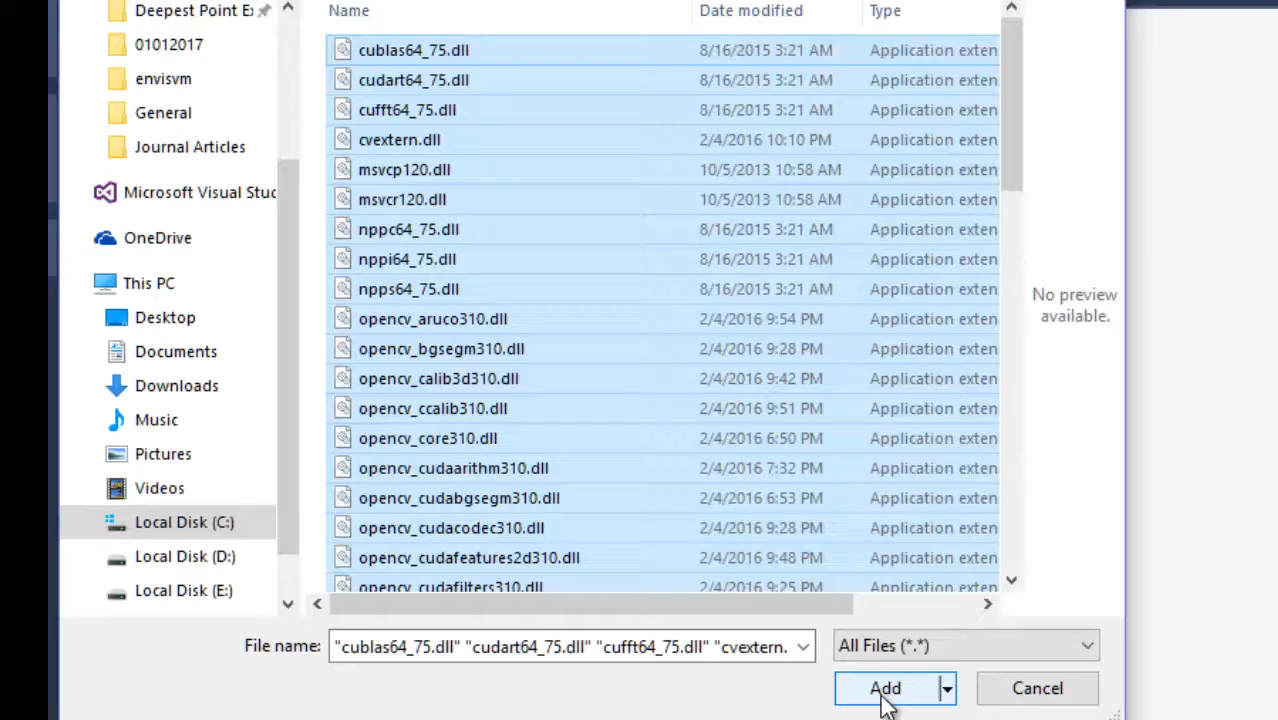 Deepest Point E
01012017
envisvm
General
Journal Articles
Microsoft Visual Stuc
OneDrive
This PC
Desktop
Documents
Downloads
Music
Pictures
Videos
Local Disk (C:)
Local Disk (D:)
Local Disk (E:)
Name Date modified Type
cublas64_75.dll 8/16/2015 3:21 AM Application exten
cudart64_75.dll 8/16/2015 3:21 AM Application exten
cufft64_75.dll 8/16/2015 3:21 AM Application exten
cvextern.dll 2/4/2016 10:10 PM Application exten
msvcp120.dll 10/5/2013 10:58 AM Application exten
msvcr120.dll 10/5/2013 10:58 AM Application exten
nppc64_75.dll 8/16/2015 3:21 AM Application exten
nppi64_75.dll 8/16/2015 3:21 AM Application exten
npps64_75.dll 8/16/2015 3:21 AM Application exten
opencv_aruco310.dll 2/4/2016 9:54 PM Application exten
opencv_bgsegm310.dll 2/4/2016 9:28 PM Application exten
opencv_calib3d310.dll 2/4/2016 9:42 PM Application exten
opencv_ccalib310.dll 2/4/2016 9:51 PM Application exten
opencv_core310.dll 2/4/2016 6:50 PM Application exten
opencv_cudaarithm310.dll 2/4/2016 7:32 PM Application exten
opencv_cudabgsegm310.dll 2/4/2016 6:53 PM Application exten
opencv_cudacodec310.dll 2/4/2016 9:28 PM Application exten
opencv_cudafeatures2d310.dll 2/4/2016 9:48 PM Application exten
opencv_cudafilters310.dll 2/4/2016 9:25 PM Application exten
No preview
available.
File name: "cublas64_75.dll" "cudart64_75.dll" "cufft64_75.dll" "cvextern. All Files (*.*)
Add Cancel